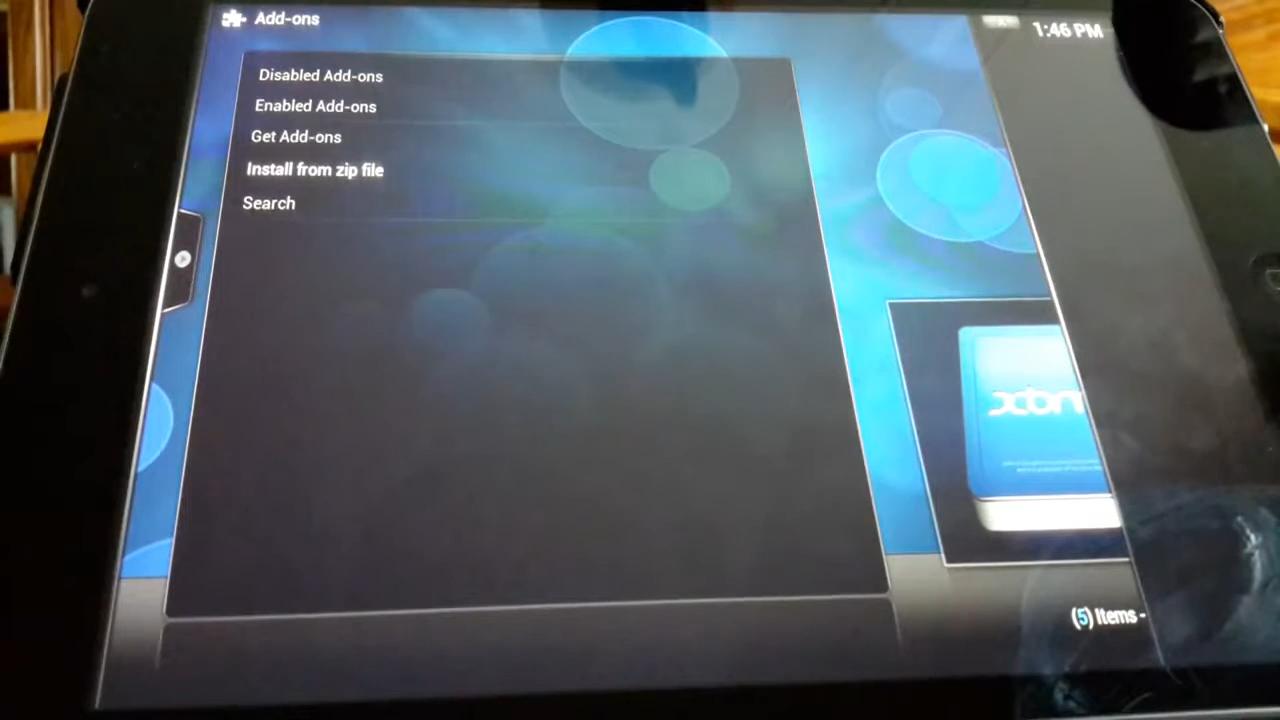 Add-ons
1:46 PM
Disabled Add-ons
Enabled Add-ons
Get Add-ons
Install from zip file
Search
xbm
(5) Items -